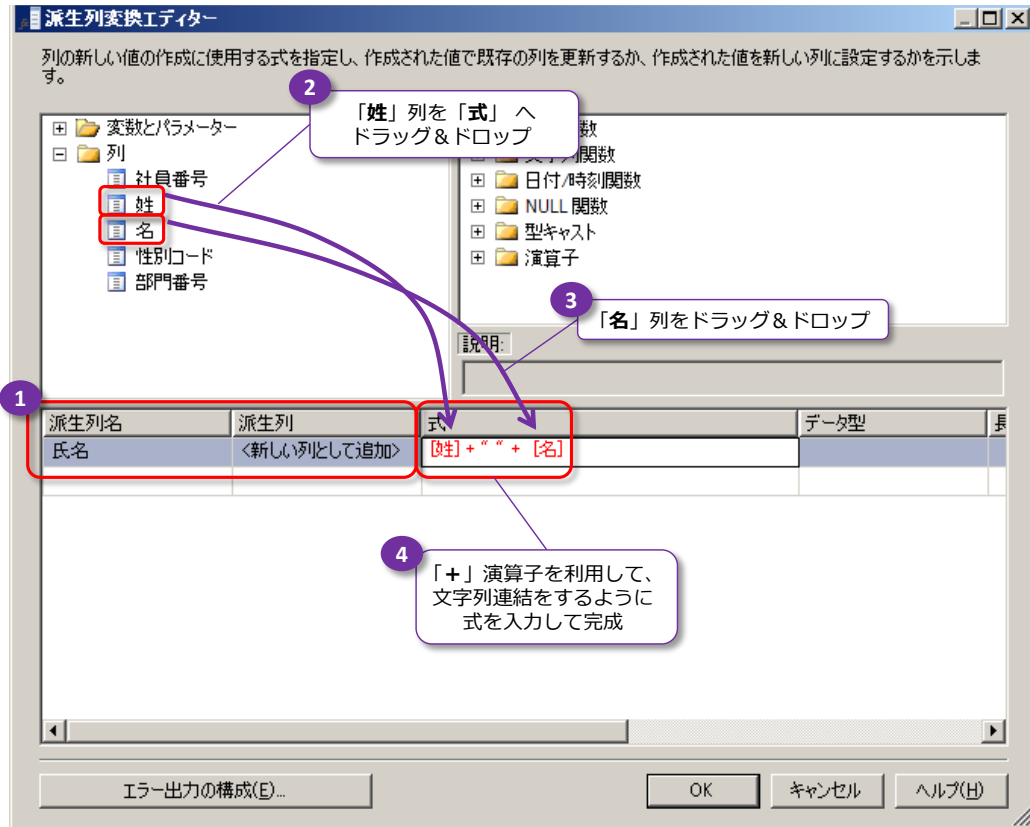 派生列変換エディター
列の新しい値の作成に使用する式を指定し、作成された値で既存の列を更新するか、作成された値を新しい列に設定するかを示しま
す。
2
「姓」列を「式」 へ
ドラッグ＆ドロップ
変数とパラメーター
列
社員番号
姓
名
性別コード
部門番号
数
関数
日付/時刻関数
NULL 関数
型キャスト
演算子
3
「名」列をドラッグ＆ドロップ
説明:
1
派生列名 派生列 式 データ型
氏名 <新しい列として追加> [姓] + “ “ + [名]
4
「+」演算子を利用して、
文字列連結をするように
式を入力して完成
エラー出力の構成(E)... OK キャンセル ヘルプ(H)